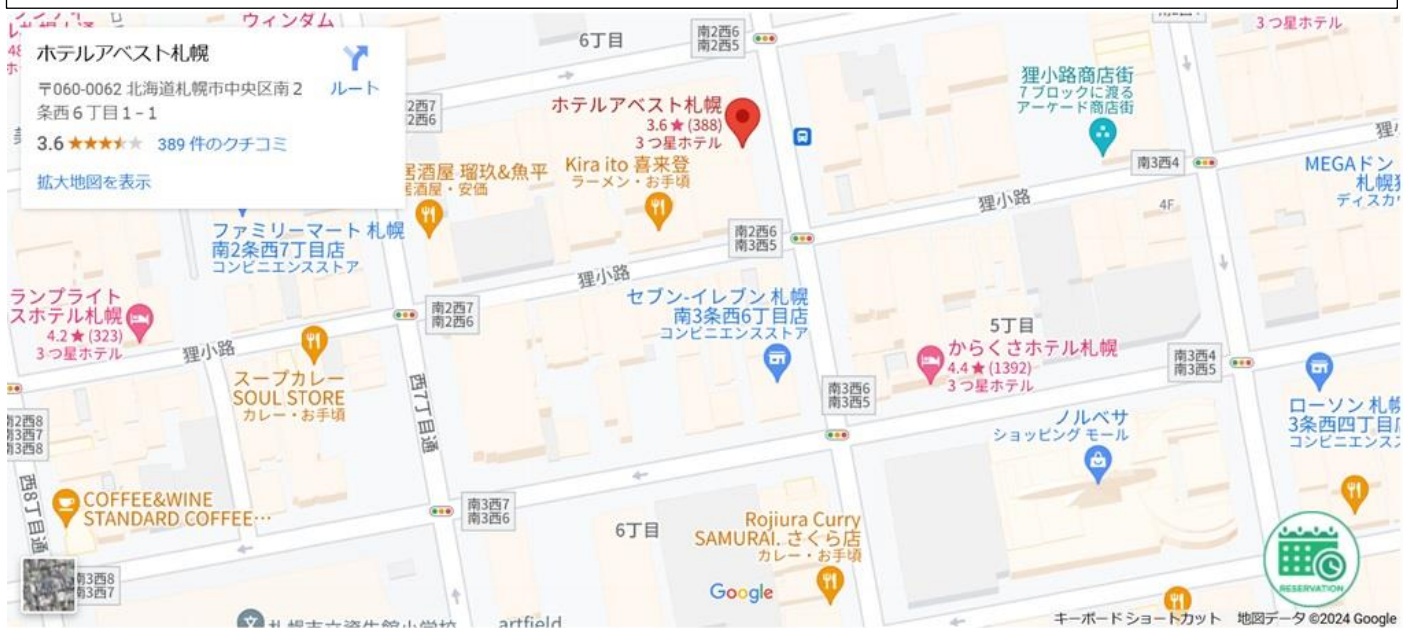 ウィンダム
ホテルアベスト札幌
〒060-0062 北海道札幌市中央区南2
条西6丁目1−1
3.6
389 件のクチコミ
拡大地図を表示
ルート
6丁目
南2西6
南2西5
3 つ星ホテル
狸小路商店街
7 ブロックに渡る
アーケード商店街
ホテルアベスト札幌
3.6★(388)
3 つ星ホテル
2西7
2西6
居酒屋 瑠玖&魚平
居酒屋・安価
Kira ito 喜来登
ラーメン・お手頃
南3西4
MEGAドン
札幌
ディスカ
狸小路
4F
ファミリーマート 札幌
南2条西7丁目店
コンビニエンスストア
南2西6
南3西5
狸小路
ランプライト
スホテル札幌
4.2★(323)
3 つ星ホテル
南2西7
南2西6
セブン-イレブン 札幌
南3条西6丁目店
コンビニエンスストア
5丁目
からくさホテル札幌
4.4★(1392)
3 つ星ホテル
南3西4
南3西5
狸小路
スープカレー
SOUL STORE
カレー・お手頃
西7丁目通
南3西6
南3西5
ノルベサ
ショッピング モール
ローソン 札幌
3条西四丁目店
コンビニエンス
南2西8
南3西7
南3西8
西8丁目通
COFFEE&WINE
STANDARD COFFEE…
南3西7
南3西6
6丁目
Rojiura Curry
SAMURAI. さくら店
カレー・お手頃
RESERVATION
南3西8
南3西7
Google
札幌市立資生館小学校
artfield
キーボード ショートカット
地図データ ©2024 Google